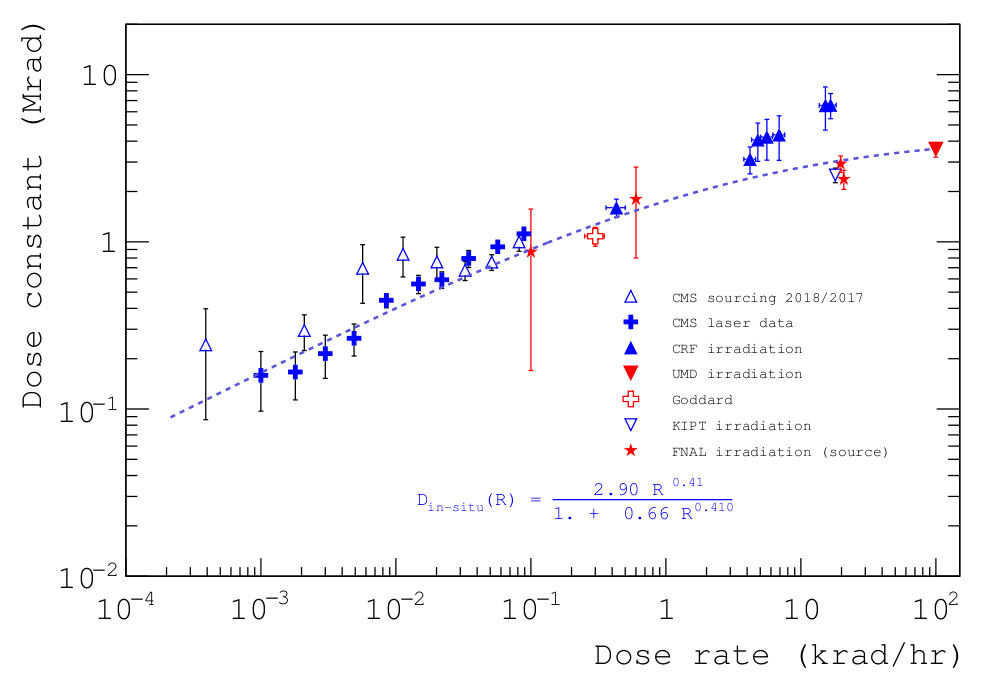 Dose constant (Mrad)
10
1
10⁻¹
10⁻²
CMS sourcing 2018/2017
CMS laser data
CRF irradiation
UMD irradiation
Goddard
KIPT irradiation
FNAL irradiation (source)
D_in-situ(R) = 2.90 R^0.41 / 1. + 0.66 R^0.410
10⁻⁴ 10⁻³ 10⁻² 10⁻¹ 1 10 10²
Dose rate (krad/hr)